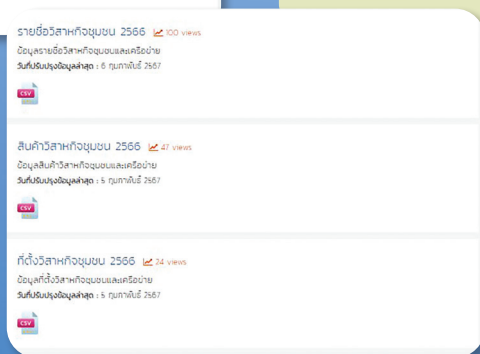 รายชื่อวิสาหกิจชุมชน 2566 100 views
ข้อมูลรายชื่อวิสาหกิจชุมชนและเครือข่าย
วันที่ปรับปรุงข้อมูลล่าสุด : 6 กุมภาพันธ์ 2567
CSV
สินค้าวิสาหกิจชุมชน 2566 47 views
ข้อมูลสินค้าวิสาหกิจชุมชนและเครือข่าย
วันที่ปรับปรุงข้อมูลล่าสุด : 5 กุมภาพันธ์ 2567
CSV
ที่ตั้งวิสาหกิจชุมชน 2566 24 views
ข้อมูลที่ตั้งวิสาหกิจชุมชนและเครือข่าย
วันที่ปรับปรุงข้อมูลล่าสุด : 5 กุมภาพันธ์ 2567
CSV